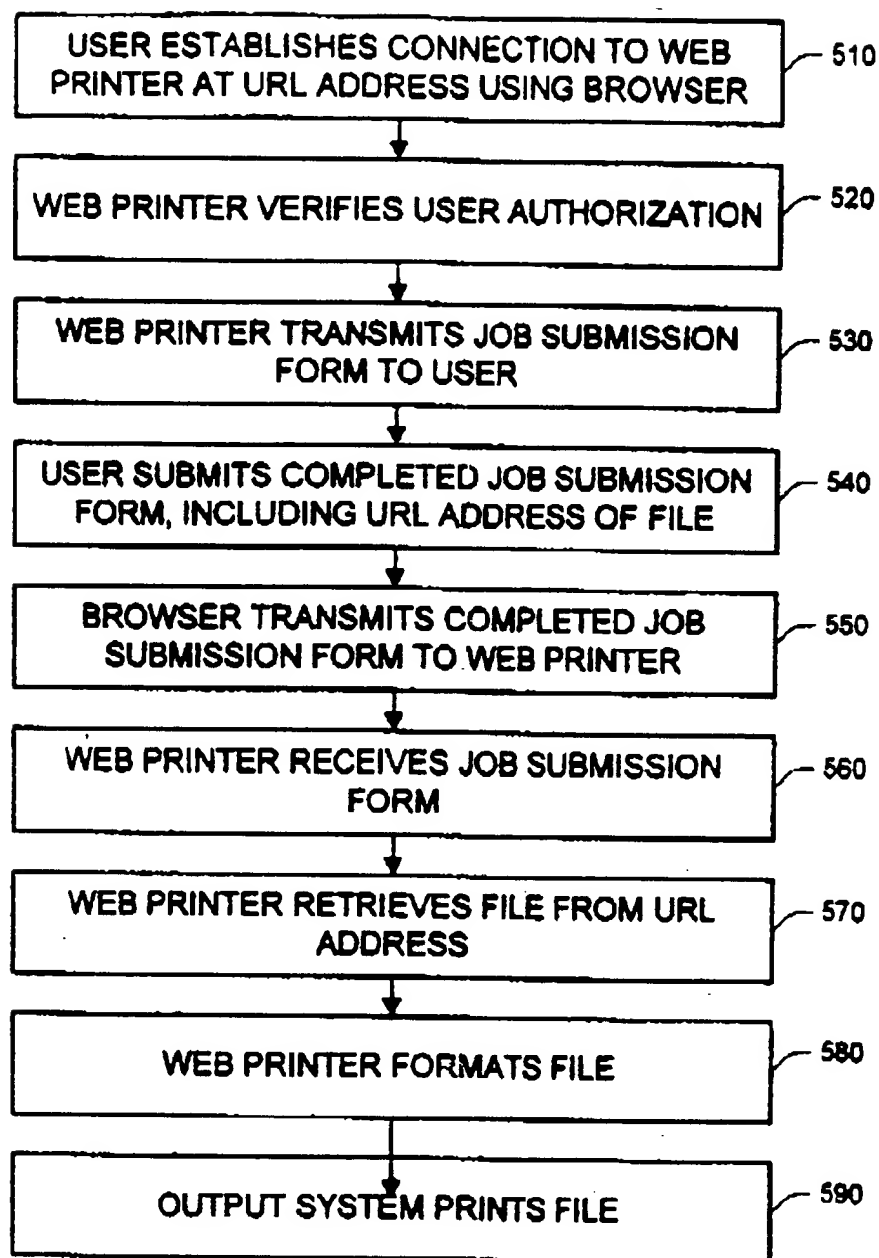 USER ESTABLISHES CONNECTION TO WEB
PRINTER AT URL ADDRESS USING BROWSER
510
WEB PRINTER VERIFIES USER AUTHORIZATION
520
WEB PRINTER TRANSMITS JOB SUBMISSION
FORM TO USER
530
USER SUBMITS COMPLETED JOB SUBMISSION
FORM, INCLUDING URL ADDRESS OF FILE
540
BROWSER TRANSMITS COMPLETED JOB
SUBMISSION FORM TO WEB PRINTER
550
WEB PRINTER RECEIVES JOB SUBMISSION
FORM
560
WEB PRINTER RETRIEVES FILE FROM URL
ADDRESS
570
WEB PRINTER FORMATS FILE
580
OUTPUT SYSTEM PRINTS FILE
590